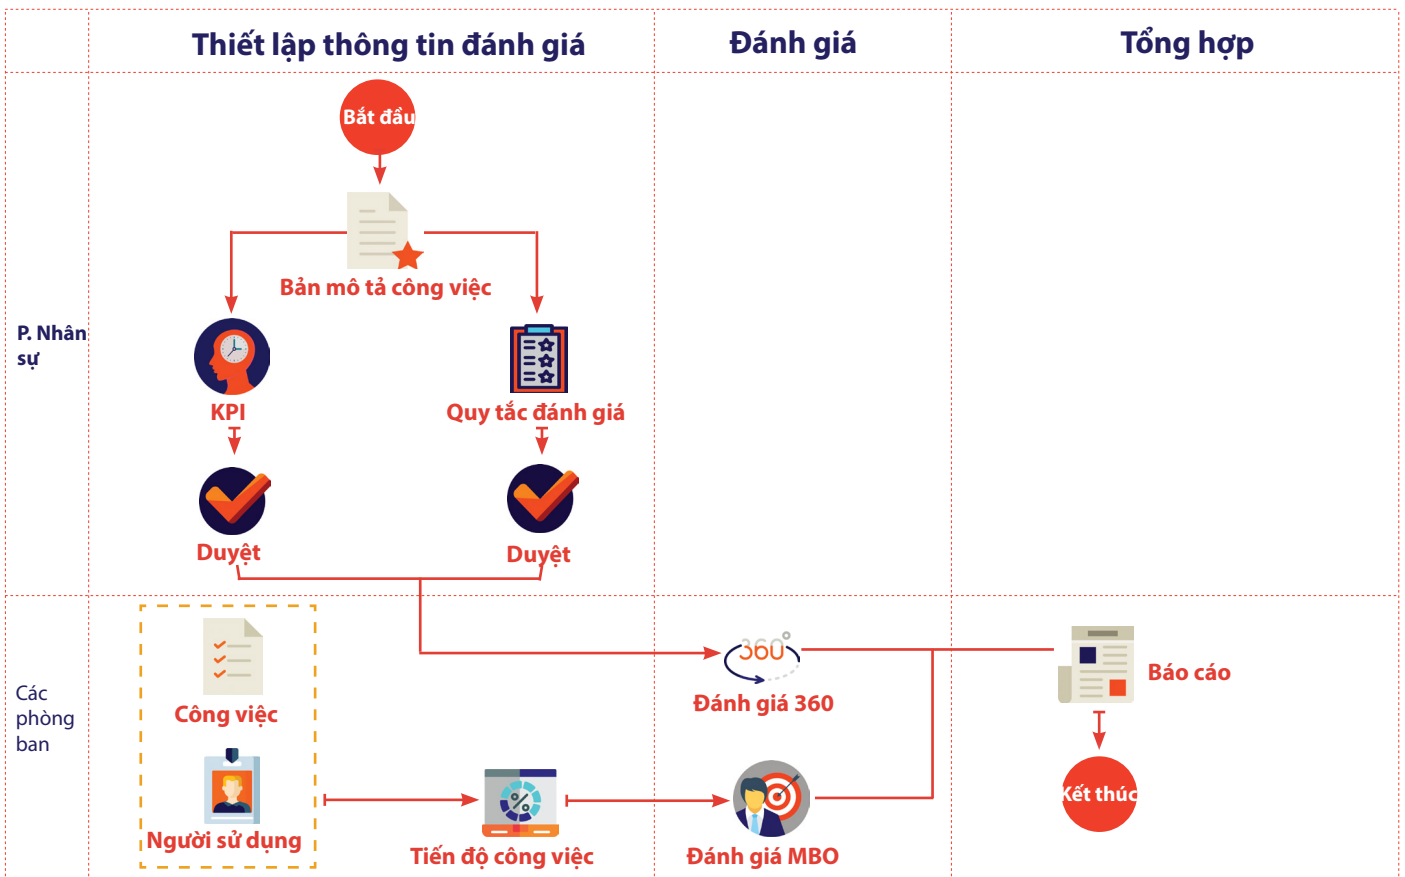 Thiết lập thông tin đánh giá
Đánh giá
Tổng hợp
Bắt đầu
Bản mô tả công việc
P. Nhân
sự
KPI
Quy tắc đánh giá
Duyệt
Duyệt
Các
phòng
ban
Công việc
Người sử dụng
Tiến độ công việc
360°
Đánh giá 360
Đánh giá MBO
Báo cáo
Kết thúc